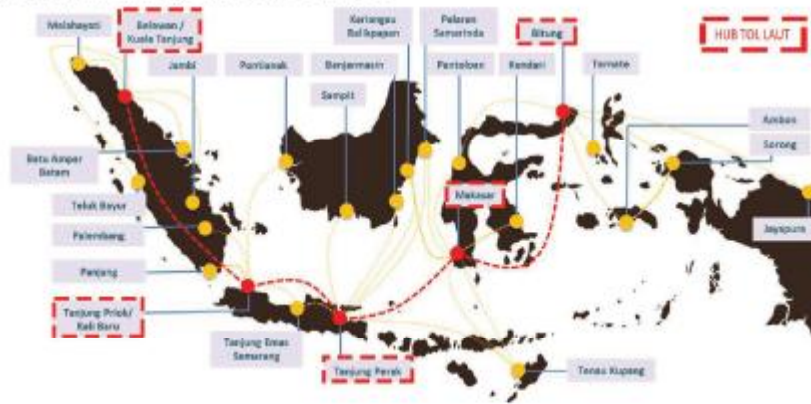 Malahayati
Belawan /
Kuala Tanjung
Jambi
Pontianak
Kariangau
Balikpapan
Banjarmasin
Sampit
Palaran
Samarinda
Pantoloan
Kendari
Bitung
Ternate
HUB TOL LAUT
Ambon
Sorong
Batu Ampar
Batam
Teluk Bayur
Palembang
Panjang
Makasar
Jayapura
Tanjung Priok/
Kali Baru
Tanjung Emas
Semarang
Tanjung Perak
Tenau Kupang